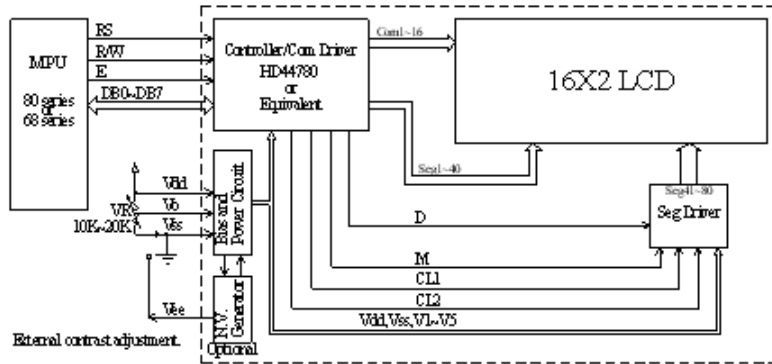 MPU
80 series
or
68 series
RS
R/W
E
DB0~DB7
Controller/Com Driver
HD44780
or
Equivalent
Com1~16
16X2 LCD
Seg1~40
Seg41~80
Seg Driver
Vdd
Vo
Vss
VR
10K~20K
Bias and
Power Circuit
D
M
CL1
CL2
Vdd,Vss,V1~V5
Vee
N.V.
Generator
Optional
External contrast adjustment.